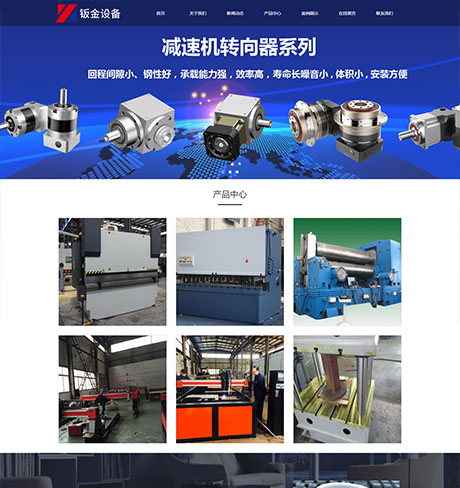 钣金设备
首页 关于我们 新闻动态 产品中心 案例展示 在线留言 联系我们
减速机转向器系列
回程间隙小、钢性好，承载能力强，效率高，寿命长噪音小，体积小，安装方便
产品中心